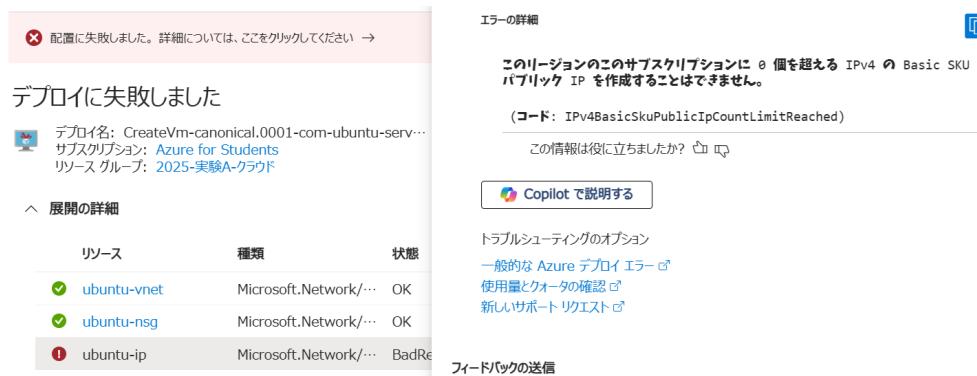 配置に失敗しました。詳細については、ここをクリックしてください →
デプロイに失敗しました
デプロイ名: CreateVm-canonical.0001-com-ubuntu-serv…
サブスクリプション: Azure for Students
リソース グループ: 2025-実験A-クラウド
展開の詳細
リソース 種類 状態
ubuntu-vnet Microsoft.Network/… OK
ubuntu-nsg Microsoft.Network/… OK
ubuntu-ip Microsoft.Network/… BadRe
エラーの詳細
このリージョンのこのサブスクリプションに 0 個を超える IPv4 の Basic SKU
パブリック IP を作成することはできません。
(コード: IPv4BasicSkuPublicIpCountLimitReached)
この情報は役に立ちましたか?
Copilot で説明する
トラブルシューティングのオプション
一般的な Azure デプロイ エラー
使用量とクォータの確認
新しいサポート リクエスト
フィードバックの送信